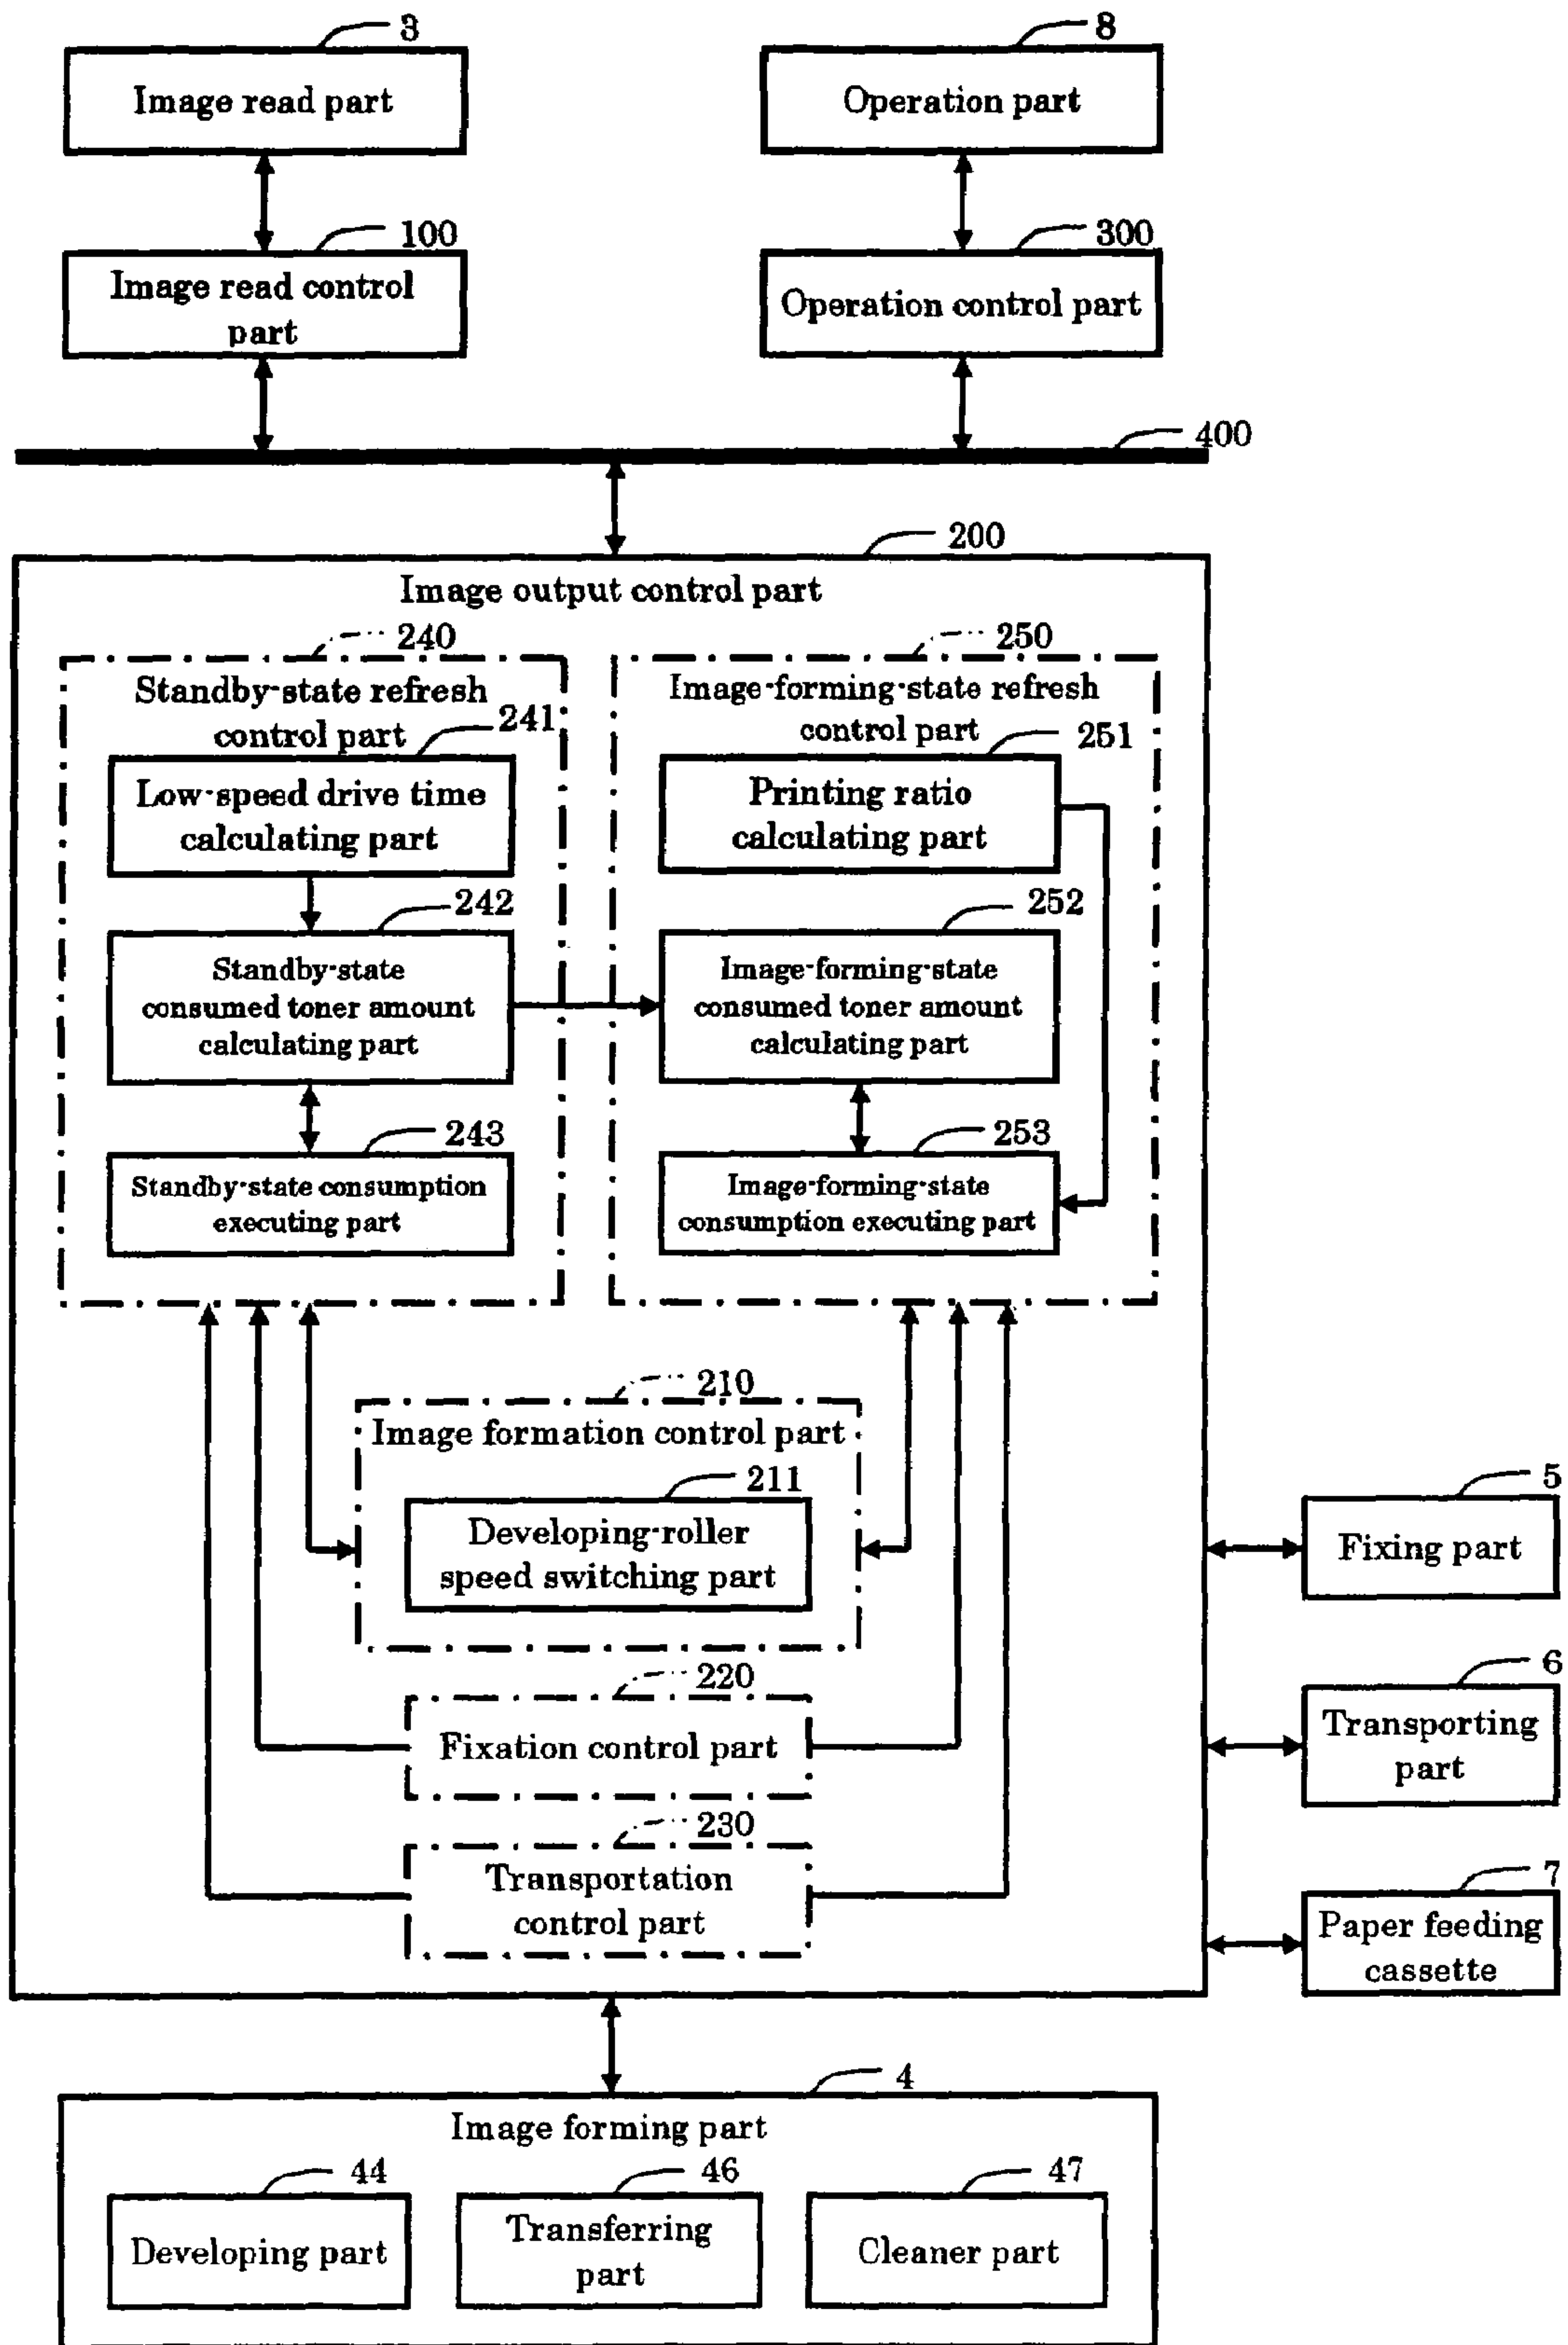 3
Image read part
8
Operation part
100
Image read control
part
300
Operation control part
400
200
Image output control part
240
Standby-state refresh
control part
241
Low-speed drive time
calculating part
242
Standby-state
consumed toner amount
calculating part
243
Standby-state consumption
executing part
250
Image-forming-state refresh
control part
251
Printing ratio
calculating part
252
Image-forming-state
consumed toner amount
calculating part
253
Image-forming-state
consumption executing part
210
Image formation control part
211
Developing-roller
speed switching part
220
Fixation control part
230
Transportation
control part
5
Fixing part
6
Transporting
part
7
Paper feeding
cassette
4
Image forming part
44
Developing part
46
Transferring
part
47
Cleaner part